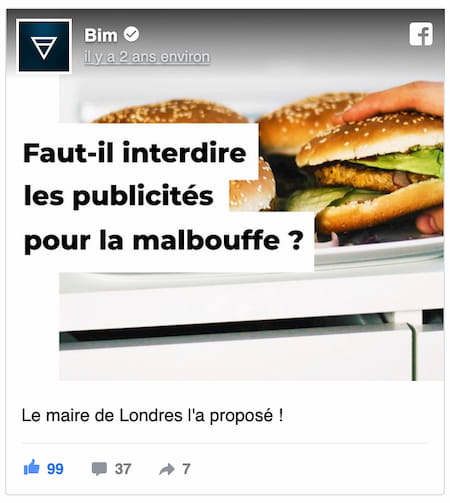 Bim
il y a 2 ans environ
Faut-il interdire
les publicités
pour la malbouffe ?
Le maire de Londres l'a proposé !
99 37 7